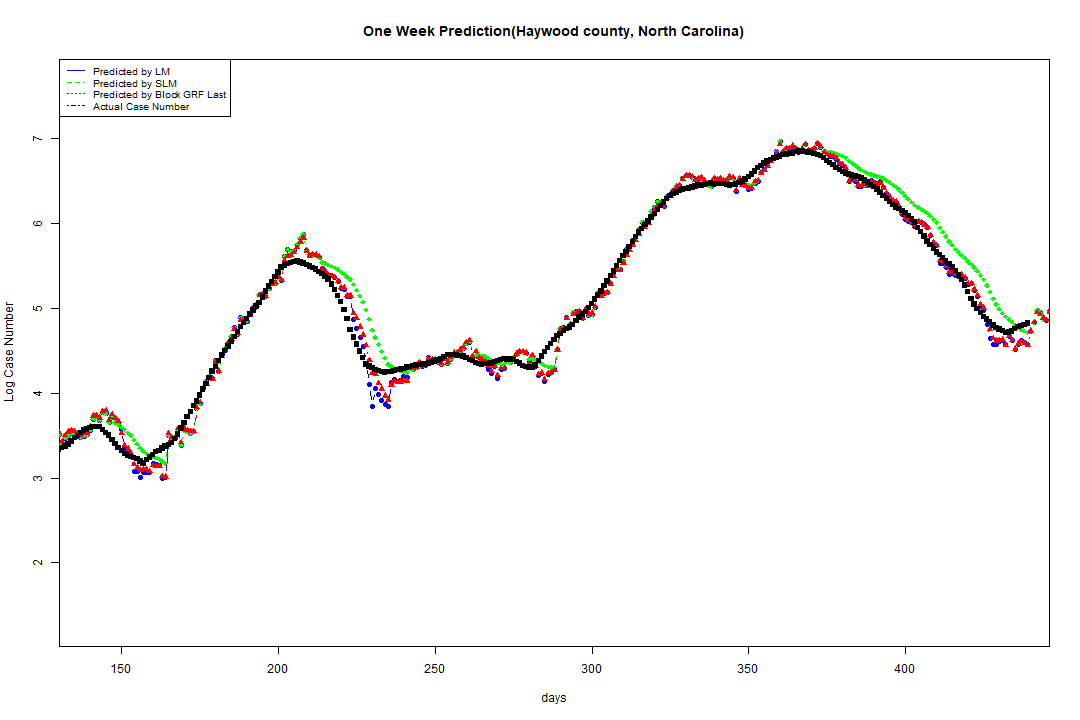 One Week Prediction(Haywood county, North Carolina)
Predicted by LM
Predicted by SLM
Predicted by Block GRF Last
Actual Case Number
7
6
5
4
3
2
Log Case Number
150 200 250 300 350 400
days